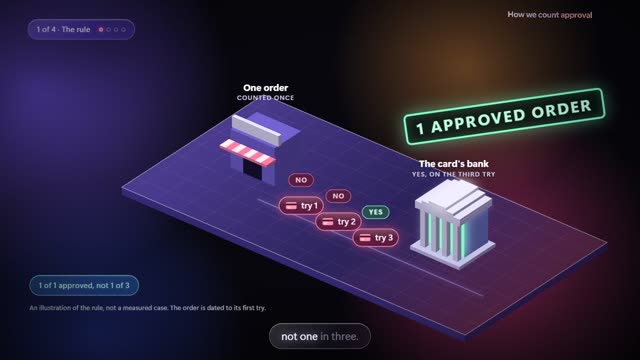 How we count approval
1 of 4 · The rule
One order
COUNTED ONCE
1 APPROVED ORDER
The card's bank
YES, ON THE THIRD TRY
NO
try 1
NO
try 2
YES
try 3
1 of 1 approved, not 1 of 3
An illustration of the rule, not a measured case. The order is dated to its first try.
not one in three.